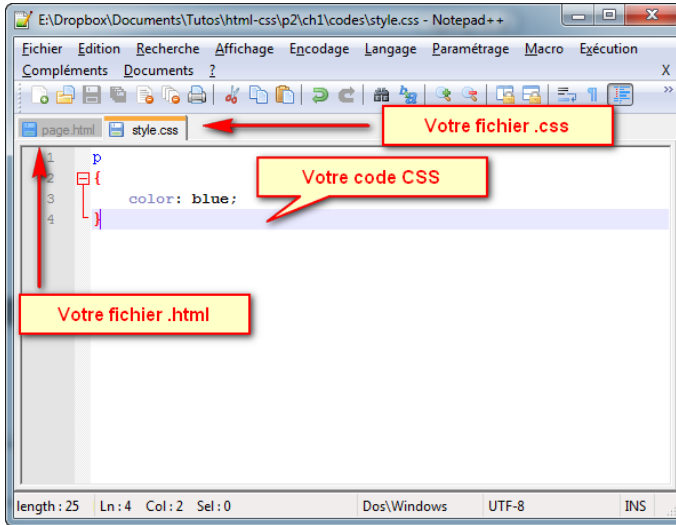 E:\Dropbox\Documents\Tutos\html-css\p2\ch1\codes\style.css - Notepad++
Fichier Edition Recherche Affichage Encodage Langage Paramétrage Macro Exécution
Compléments Documents ? X
page.html style.css
Votre fichier .css
1 p
2 {
Votre code CSS
3 color: blue;
4 }
Votre fichier .html
length : 25 Ln : 4 Col : 2 Sel : 0 Dos\Windows UTF-8 INS